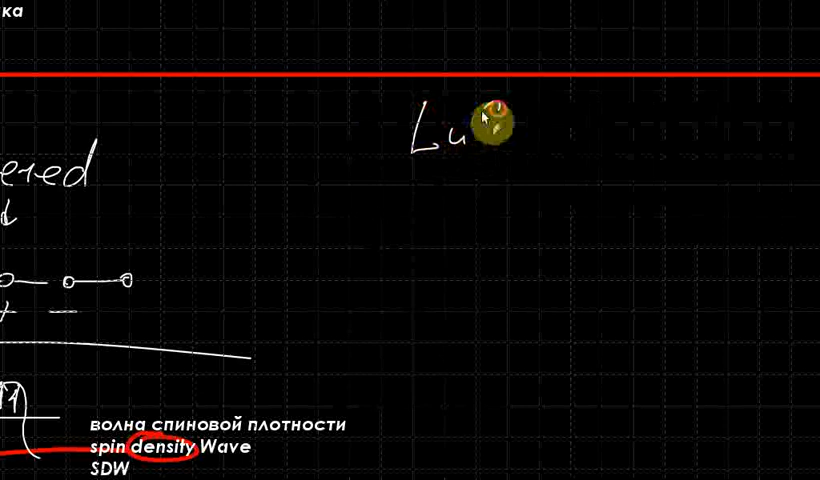 ка
Lu
ered
волна спиновой плотности
spin density Wave
SDW